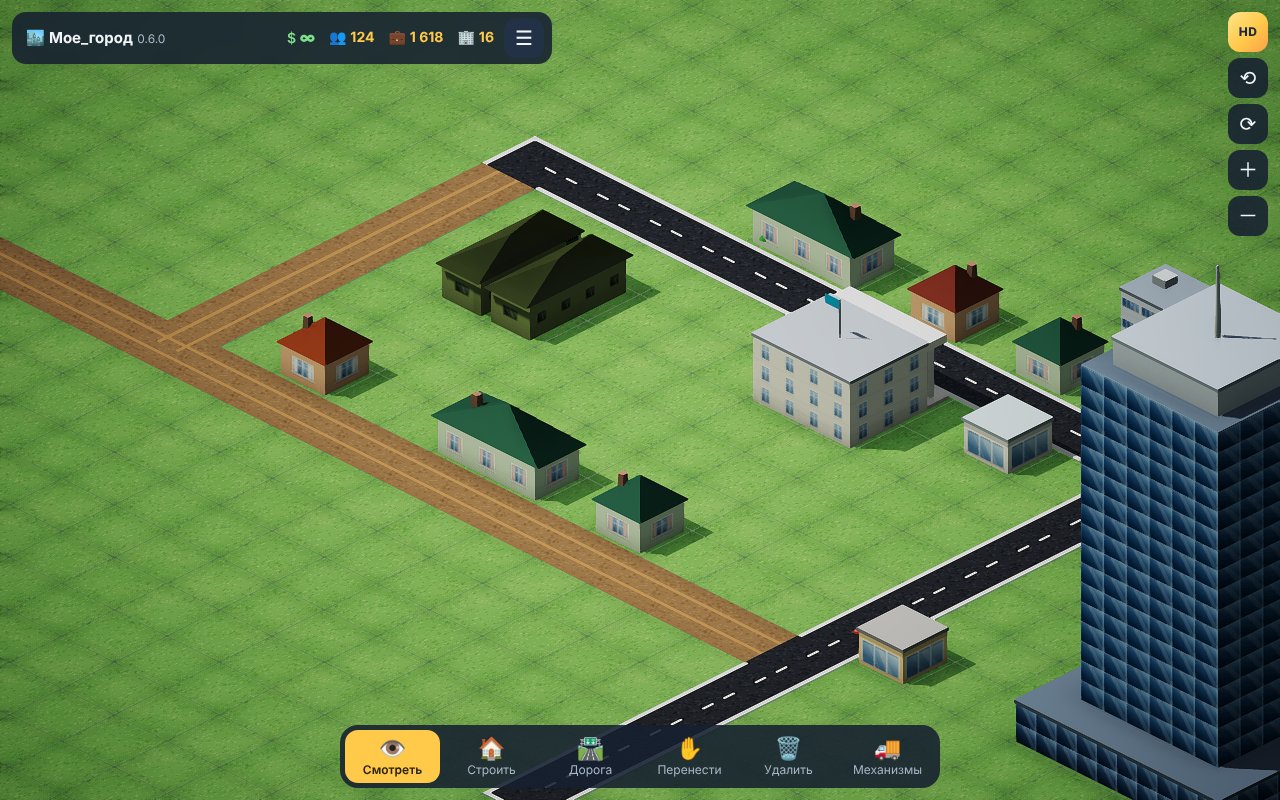 Мое_город 0.6.0
$ ∞ 124 1 618 16
HD
Смотреть
Строить
Дорога
Перенести
Удалить
Механизмы